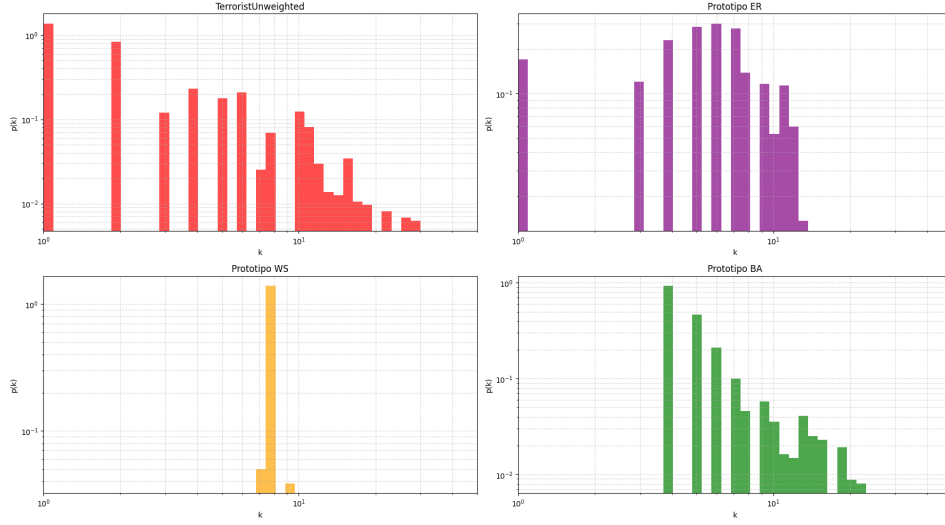 TerroristUnweighted
10⁰
10⁻¹
10⁻²
p(k)
10⁰
10¹
k
Prototipo ER
10⁻¹
p(k)
10⁰
10¹
k
Prototipo WS
10⁰
10⁻¹
p(k)
10⁰
10¹
k
Prototipo BA
10⁰
10⁻¹
10⁻²
p(k)
10⁰
10¹
k